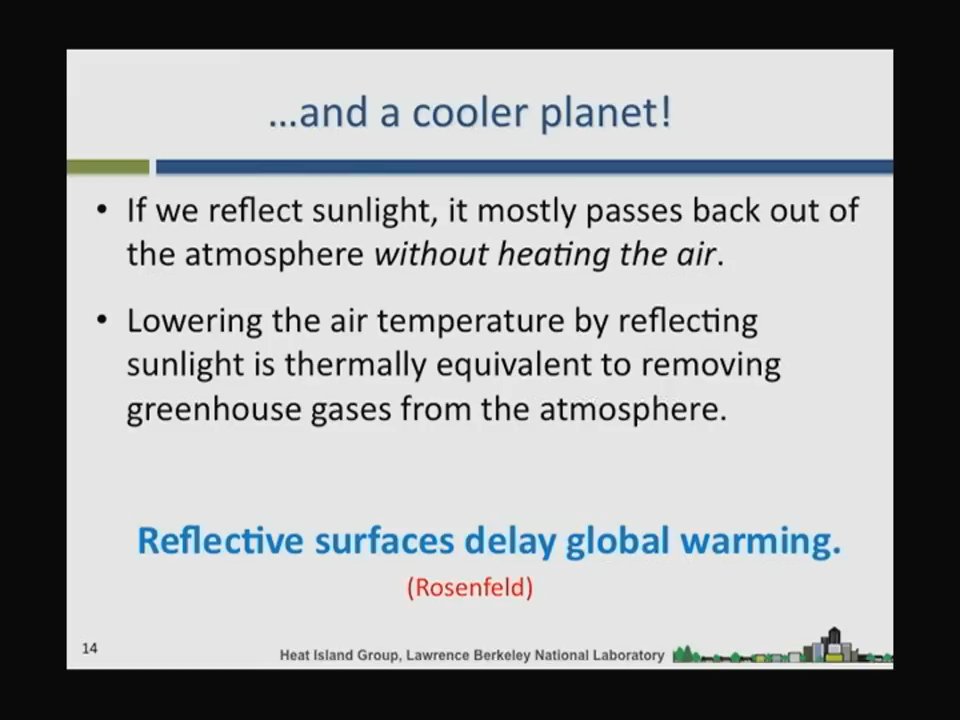 ...and a cooler planet!
• If we reflect sunlight, it mostly passes back out of
the atmosphere without heating the air.
• Lowering the air temperature by reflecting
sunlight is thermally equivalent to removing
greenhouse gases from the atmosphere.
Reflective surfaces delay global warming.
(Rosenfeld)
14
Heat Island Group, Lawrence Berkeley National Laboratory